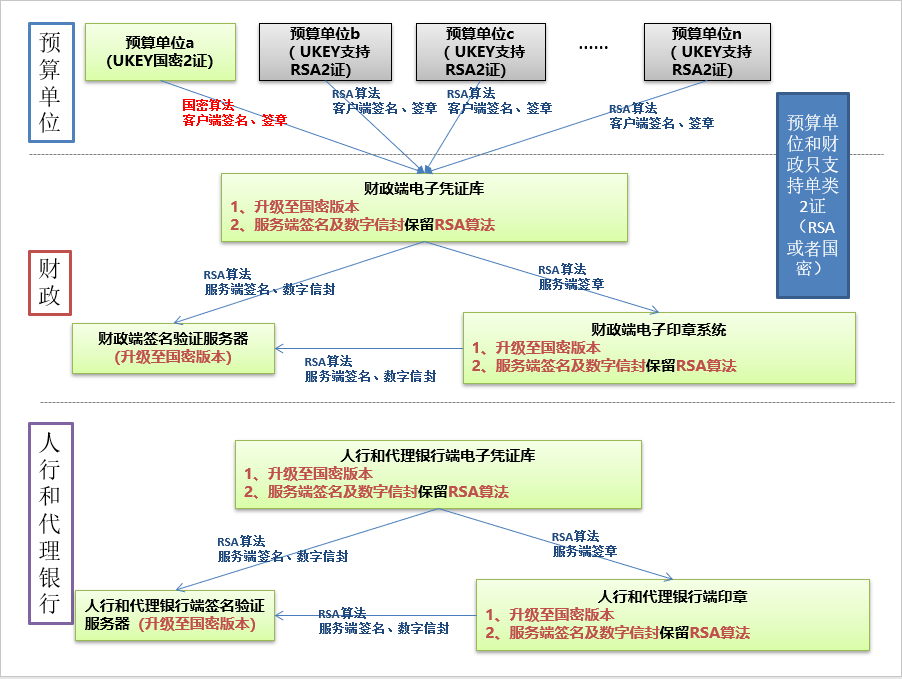 预算单位
预算单位a
(UKEY国密2证)
预算单位b
（ UKEY支持
RSA2证)
预算单位c
（ UKEY支持
RSA2证)
……
预算单位n
（ UKEY支持
RSA2证)
国密算法
客户端签名、签章
RSA算法
客户端签名、签章
RSA算法
客户端签名、签章
RSA算法
客户端签名、签章
预算单
位和财
政只支
持单类
2证
（RSA
或者国
密）
财政端电子凭证库
1、升级至国密版本
2、服务端签名及数字信封保留RSA算法
财政
RSA算法
服务端签名、数字信封
RSA算法
服务端签章
财政端签名验证服务器
(升级至国密版本)
RSA算法
服务端签名、数字信封
财政端电子印章系统
1、升级至国密版本
2、服务端签名及数字信封保留RSA算法
人行和代理银行
人行和代理银行端电子凭证库
1、升级至国密版本
2、服务端签名及数字信封保留RSA算法
RSA算法
服务端签名、数字信封
RSA算法
服务端签章
人行和代理银行端签名验证
服务器（升级至国密版本）
RSA算法
服务端签名、数字信封
人行和代理银行端印章
1、升级至国密版本
2、服务端签名及数字信封保留RSA算法